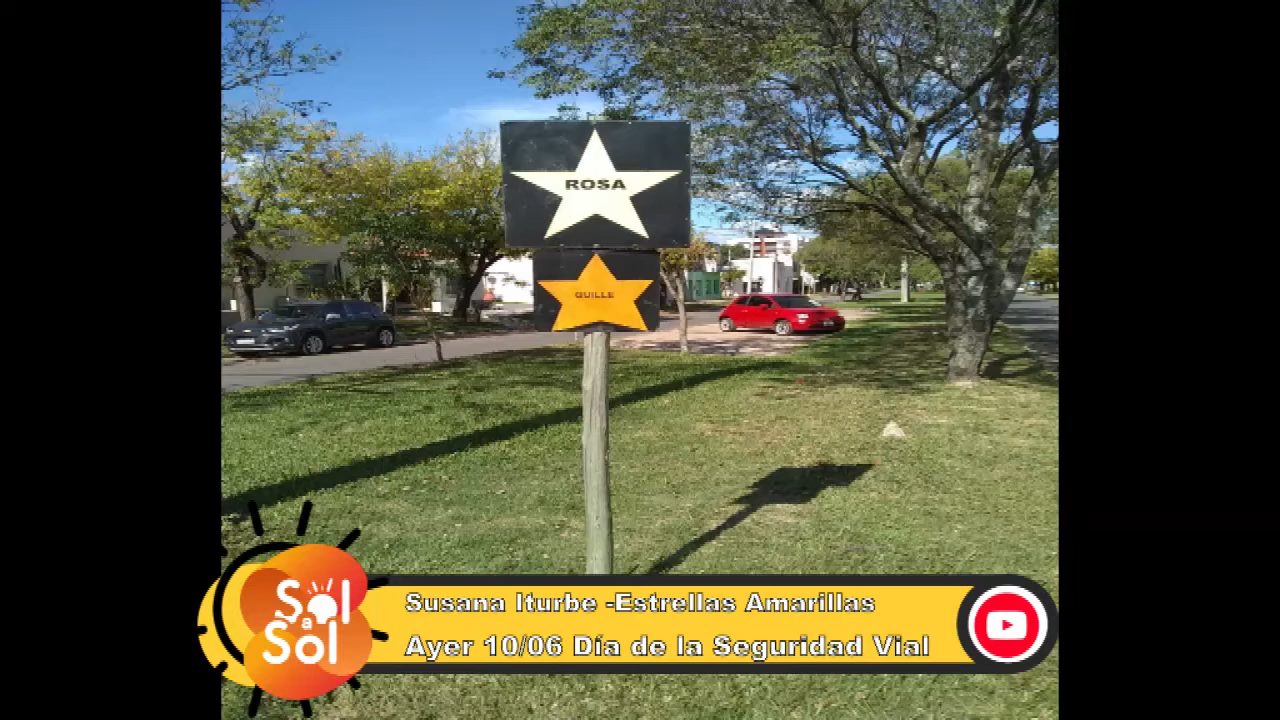 ROSA
GUILLE
Susana Iturbe -Estrellas Amarillas
Ayer 10/06 Día de la Seguridad Vial
Sol
a
Sol